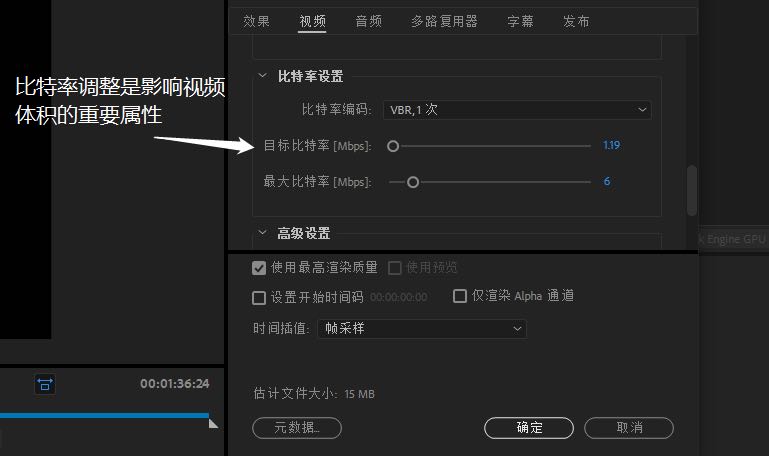 效果 视频 音频 多路复用器 字幕 发布
比特率调整是影响视频
体积的重要属性
比特率设置
比特率编码: VBR,1 次
目标比特率 [Mbps]: 1.19
最大比特率 [Mbps]: 6
高级设置
k Engine GPU
使用最高渲染质量 使用预览
设置开始时间码 00:00:00:00 仅渲染 Alpha 通道
时间插值: 帧采样
00:01:36:24
估计文件大小: 15 MB
元数据... 确定 取消